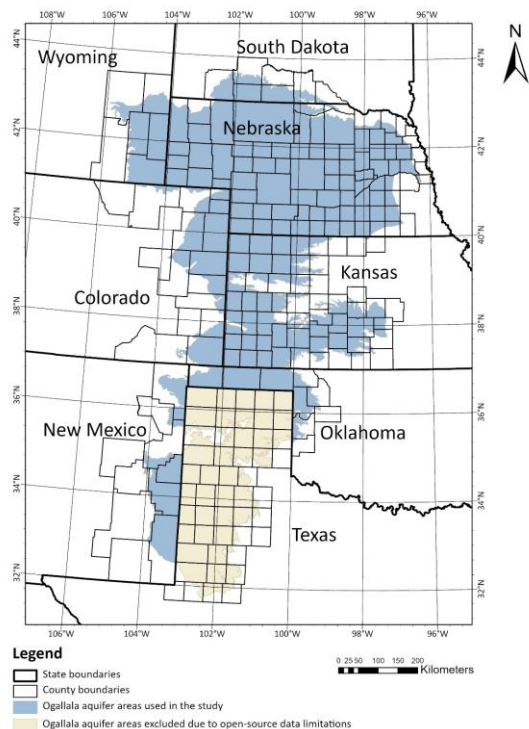 108°W 106°W 104°W 102°W 100°W 98°W 96°W 94°W
N
44°N 44°N
South Dakota
Wyoming
42°N 42°N
Nebraska
40°N 40°N
Kansas
Colorado
38°N 38°N
36°N 36°N
New Mexico
Oklahoma
34°N 34°N
Texas
32°N 32°N
106°W 104°W 102°W 100°W 98°W 96°W
Legend
State boundaries
County boundaries
Ogallala aquifer areas used in the study
Ogallala aquifer areas excluded due to open-source data limitations
0 25 50 100 150 200
Kilometers